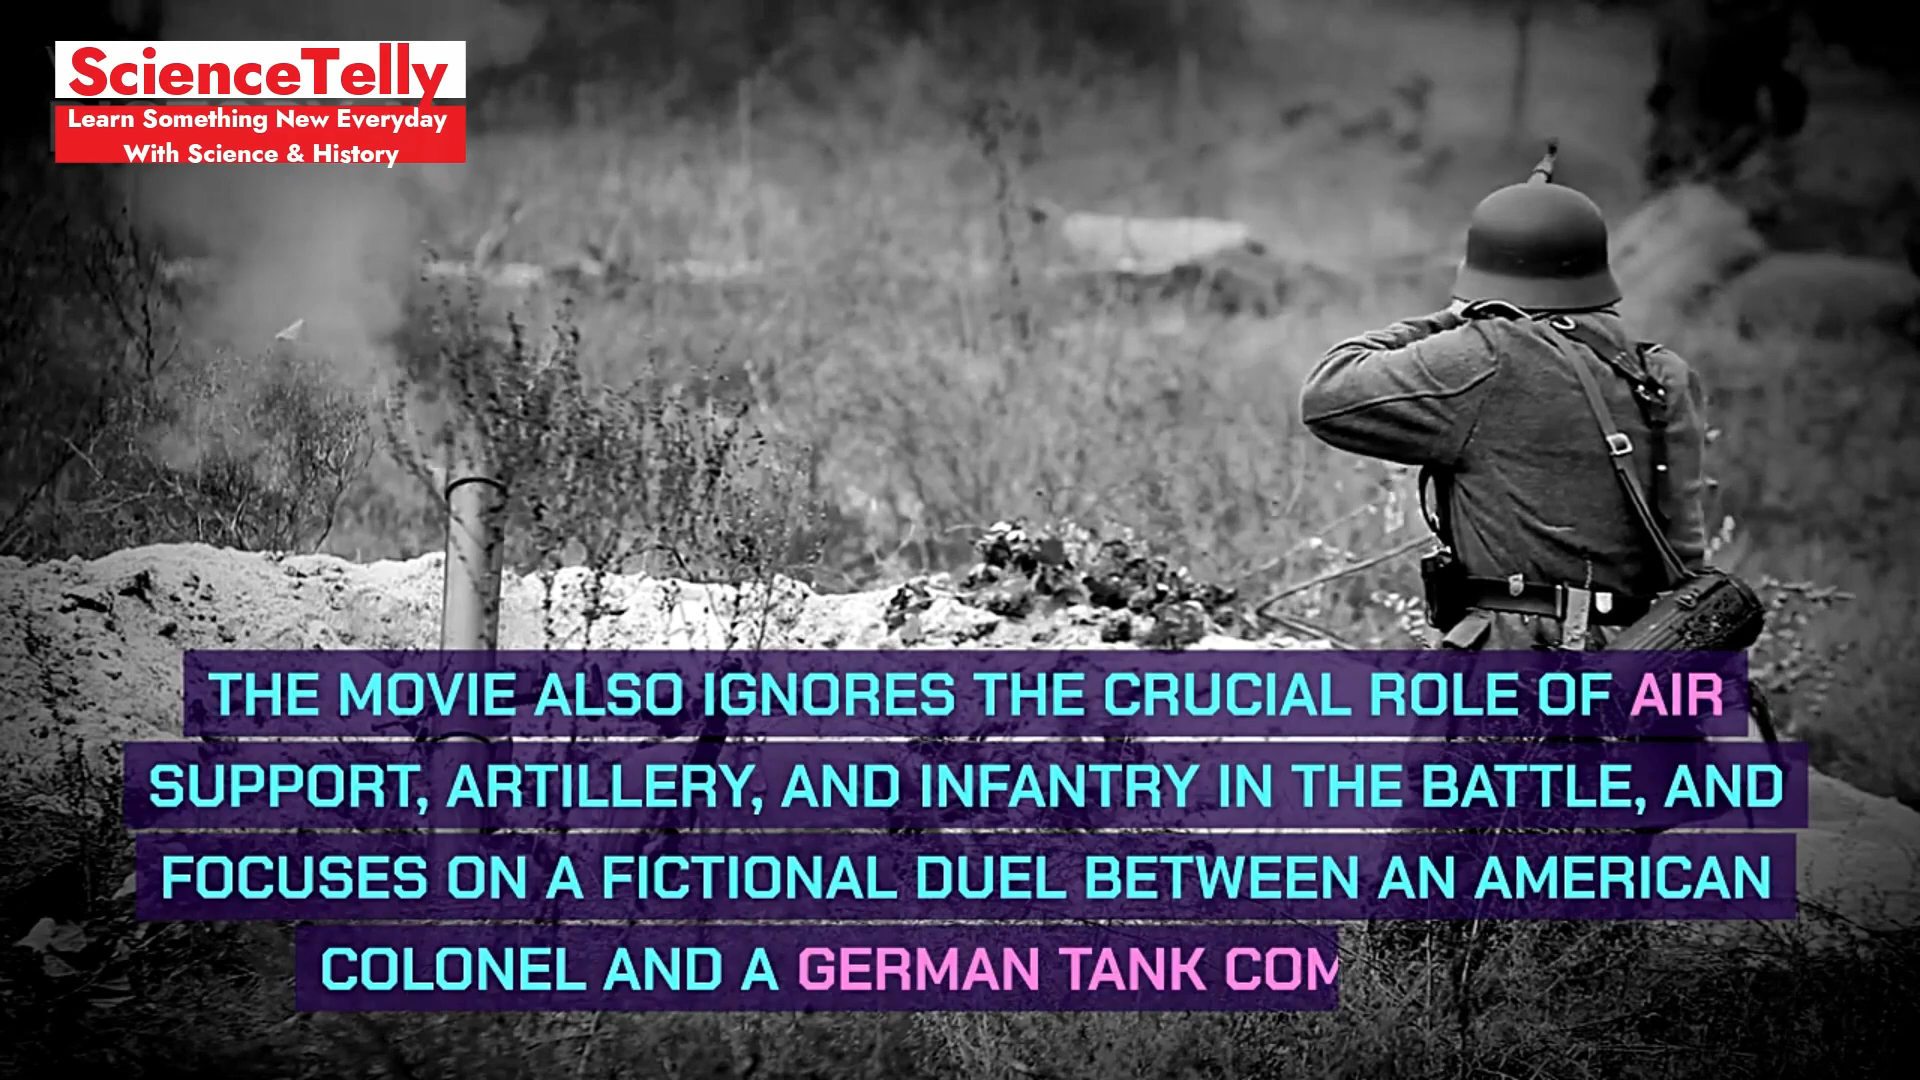 ScienceTelly
Learn Something New Everyday
With Science & History
THE MOVIE ALSO IGNORES THE CRUCIAL ROLE OF AIR
SUPPORT, ARTILLERY, AND INFANTRY IN THE BATTLE, AND
FOCUSES ON A FICTIONAL DUEL BETWEEN AN AMERICAN
COLONEL AND A GERMAN TANK COM